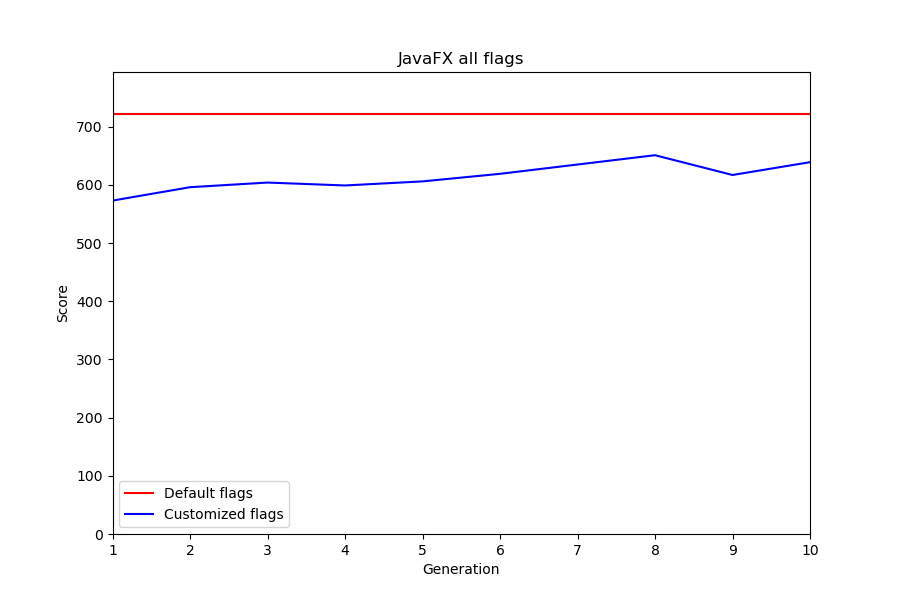 JavaFX all flags
700
600
500
400
300
200
100
0
Score
Default flags
Customized flags
1 2 3 4 5 6 7 8 9 10
Generation